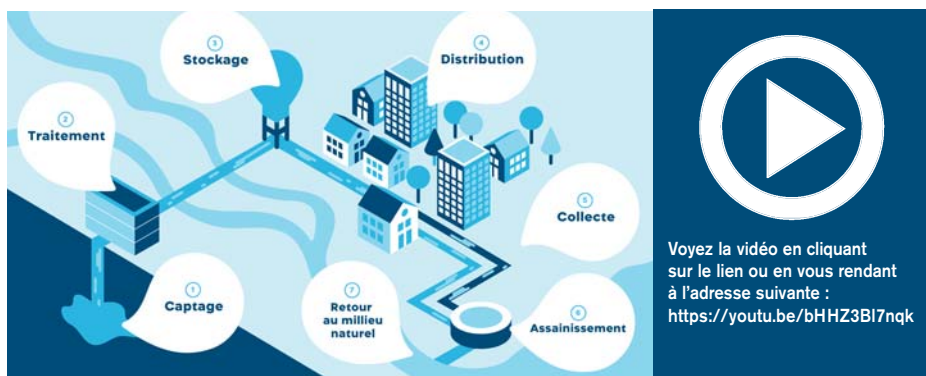 1
Captage
2
Traitement
3
Stockage
4
Distribution
5
Collecte
6
Assainissement
7
Retour
au millieu
naturel
Voyez la vidéo en cliquant
sur le lien ou en vous rendant
à l'adresse suivante :
https://youtu.be/bHHZ3Bl7nqk